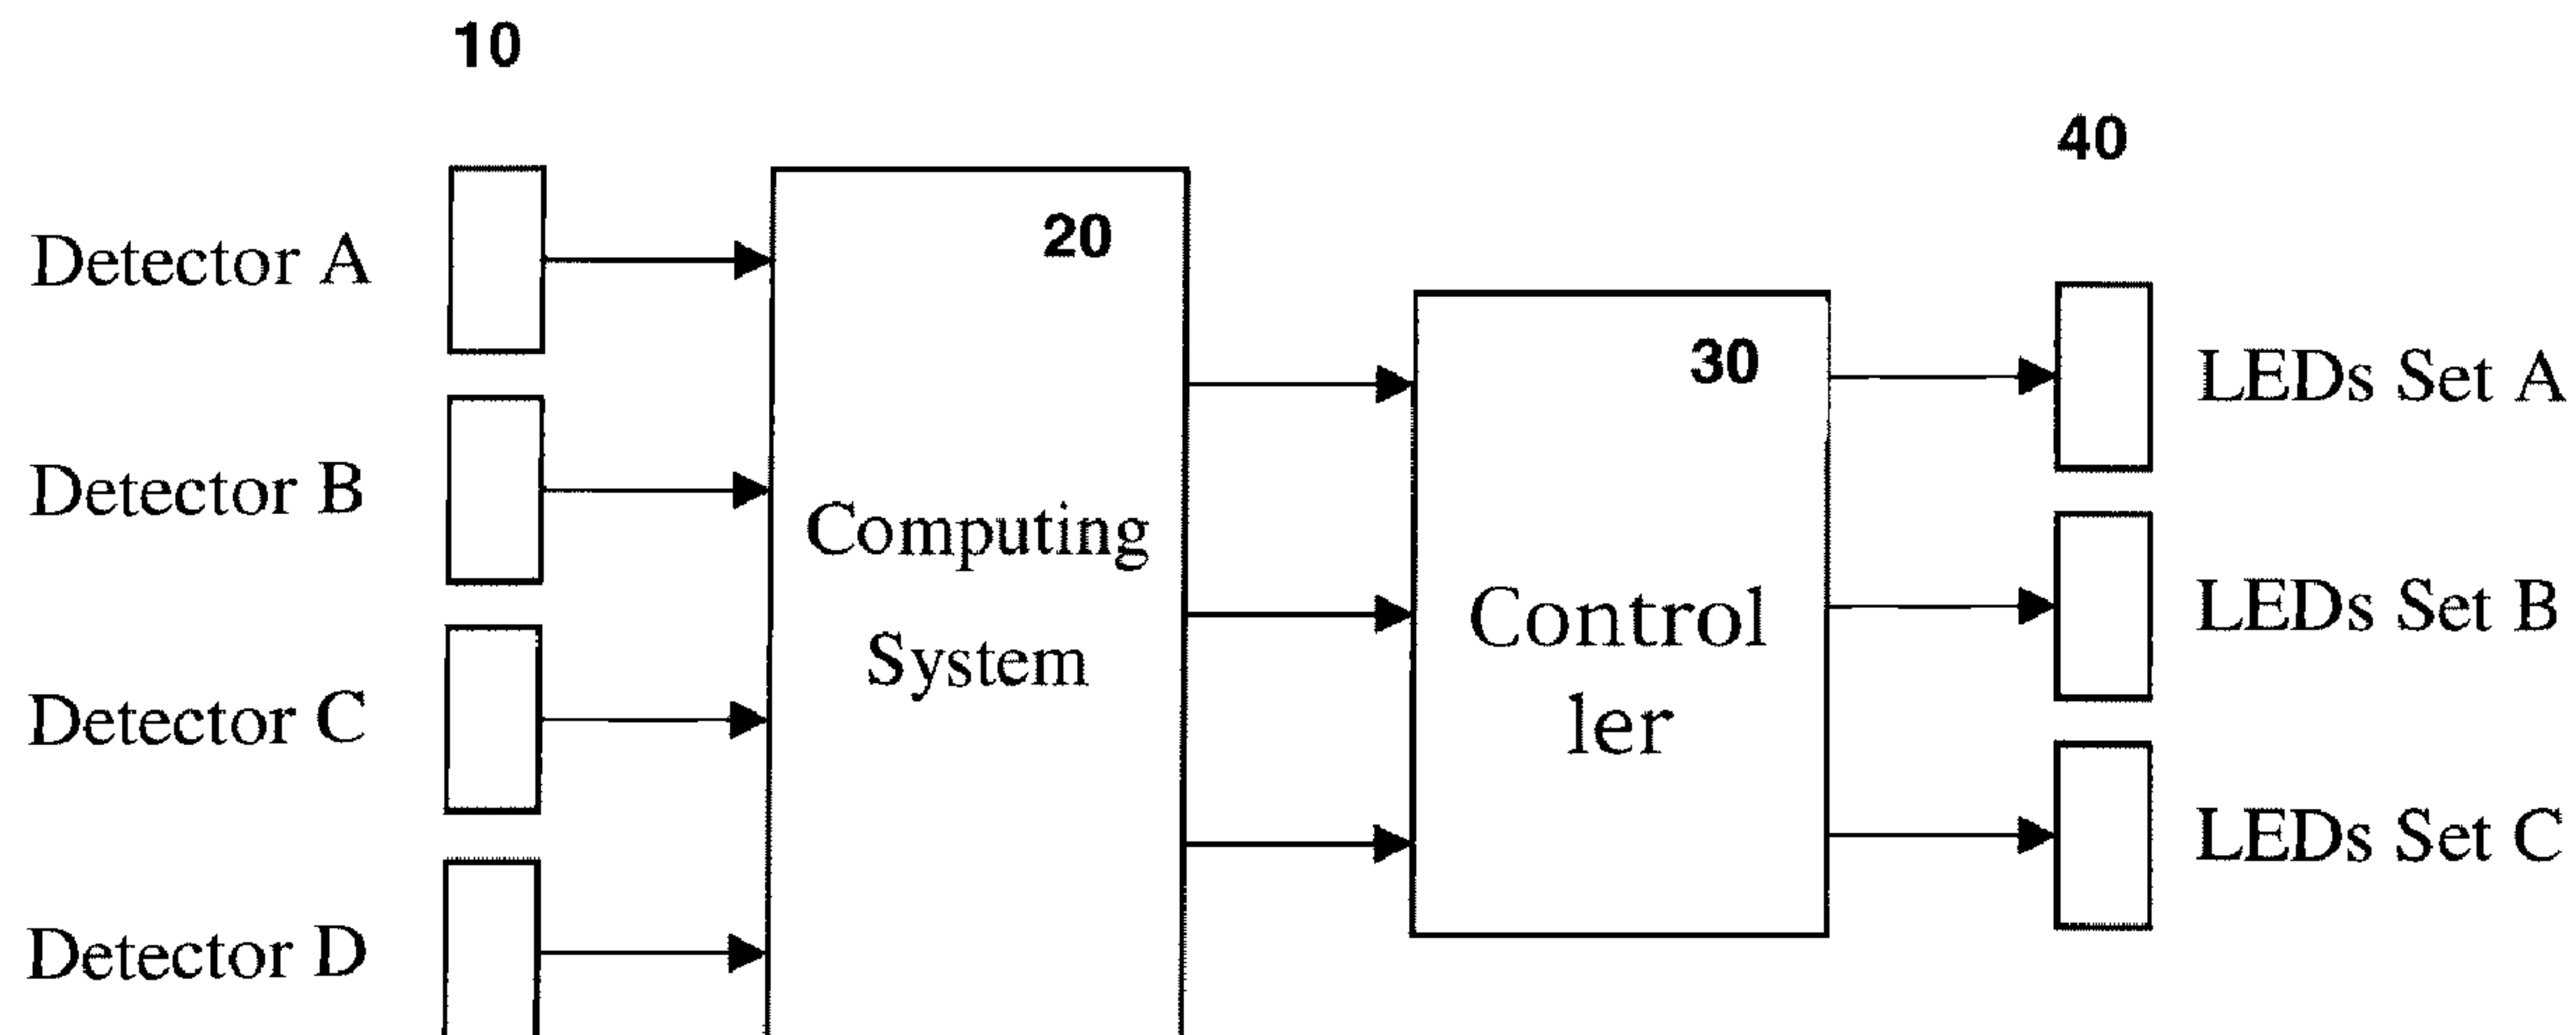 10
40
20
30
Detector A
Detector B
Detector C
Detector D
Computing
System
Control
ler
LEDs Set A
LEDs Set B
LEDs Set C